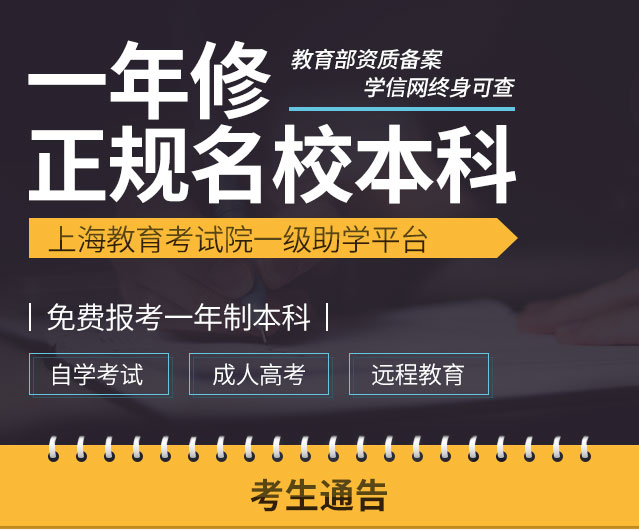 教育部资质备案
学信网终身可查
一年修
正规名校本科
上海教育考试院一级助学平台
免费报考一年制本科
自学考试 成人高考 远程教育
考生通告